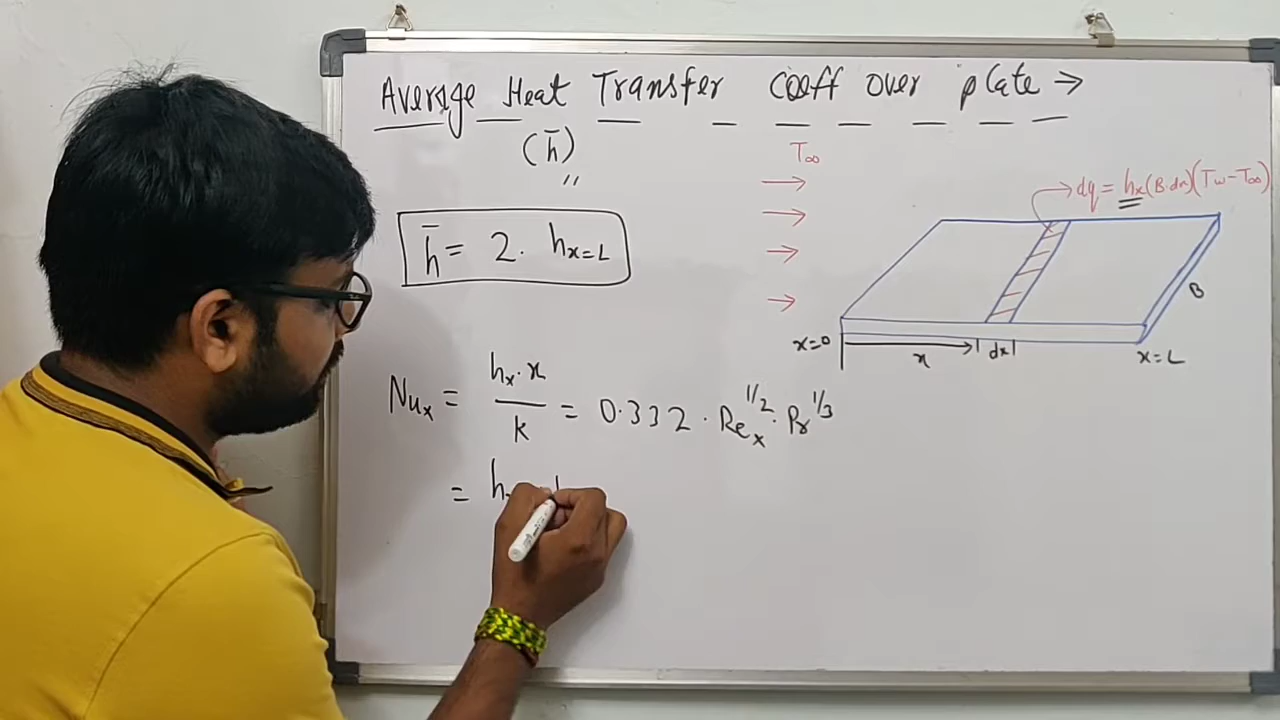 Average Heat Transfer Coeff over plate →
(h̄)
T∞
dq = hx(B·dx)(Tw-T∞)
h̄ = 2. hx=L
B
x=0
x
dx
x=L
Nux = hx·x / k = 0.332 · Rex^1/2 · Pr^1/3
= h